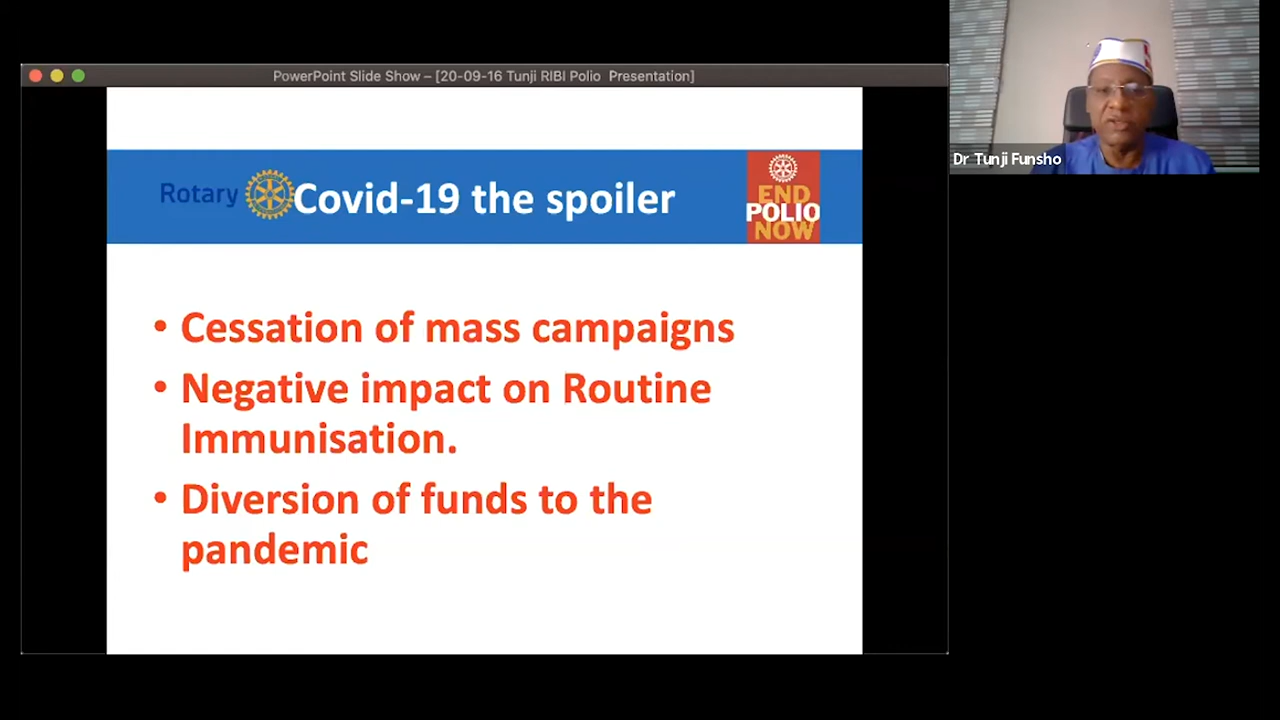 PowerPoint Slide Show – [20-09-16 Tunji RIBI Polio  Presentation]
Dr Tunji Funsho
Rotary
Covid-19 the spoiler
END
POLIO
NOW
• Cessation of mass campaigns
• Negative impact on Routine
Immunisation.
• Diversion of funds to the
pandemic